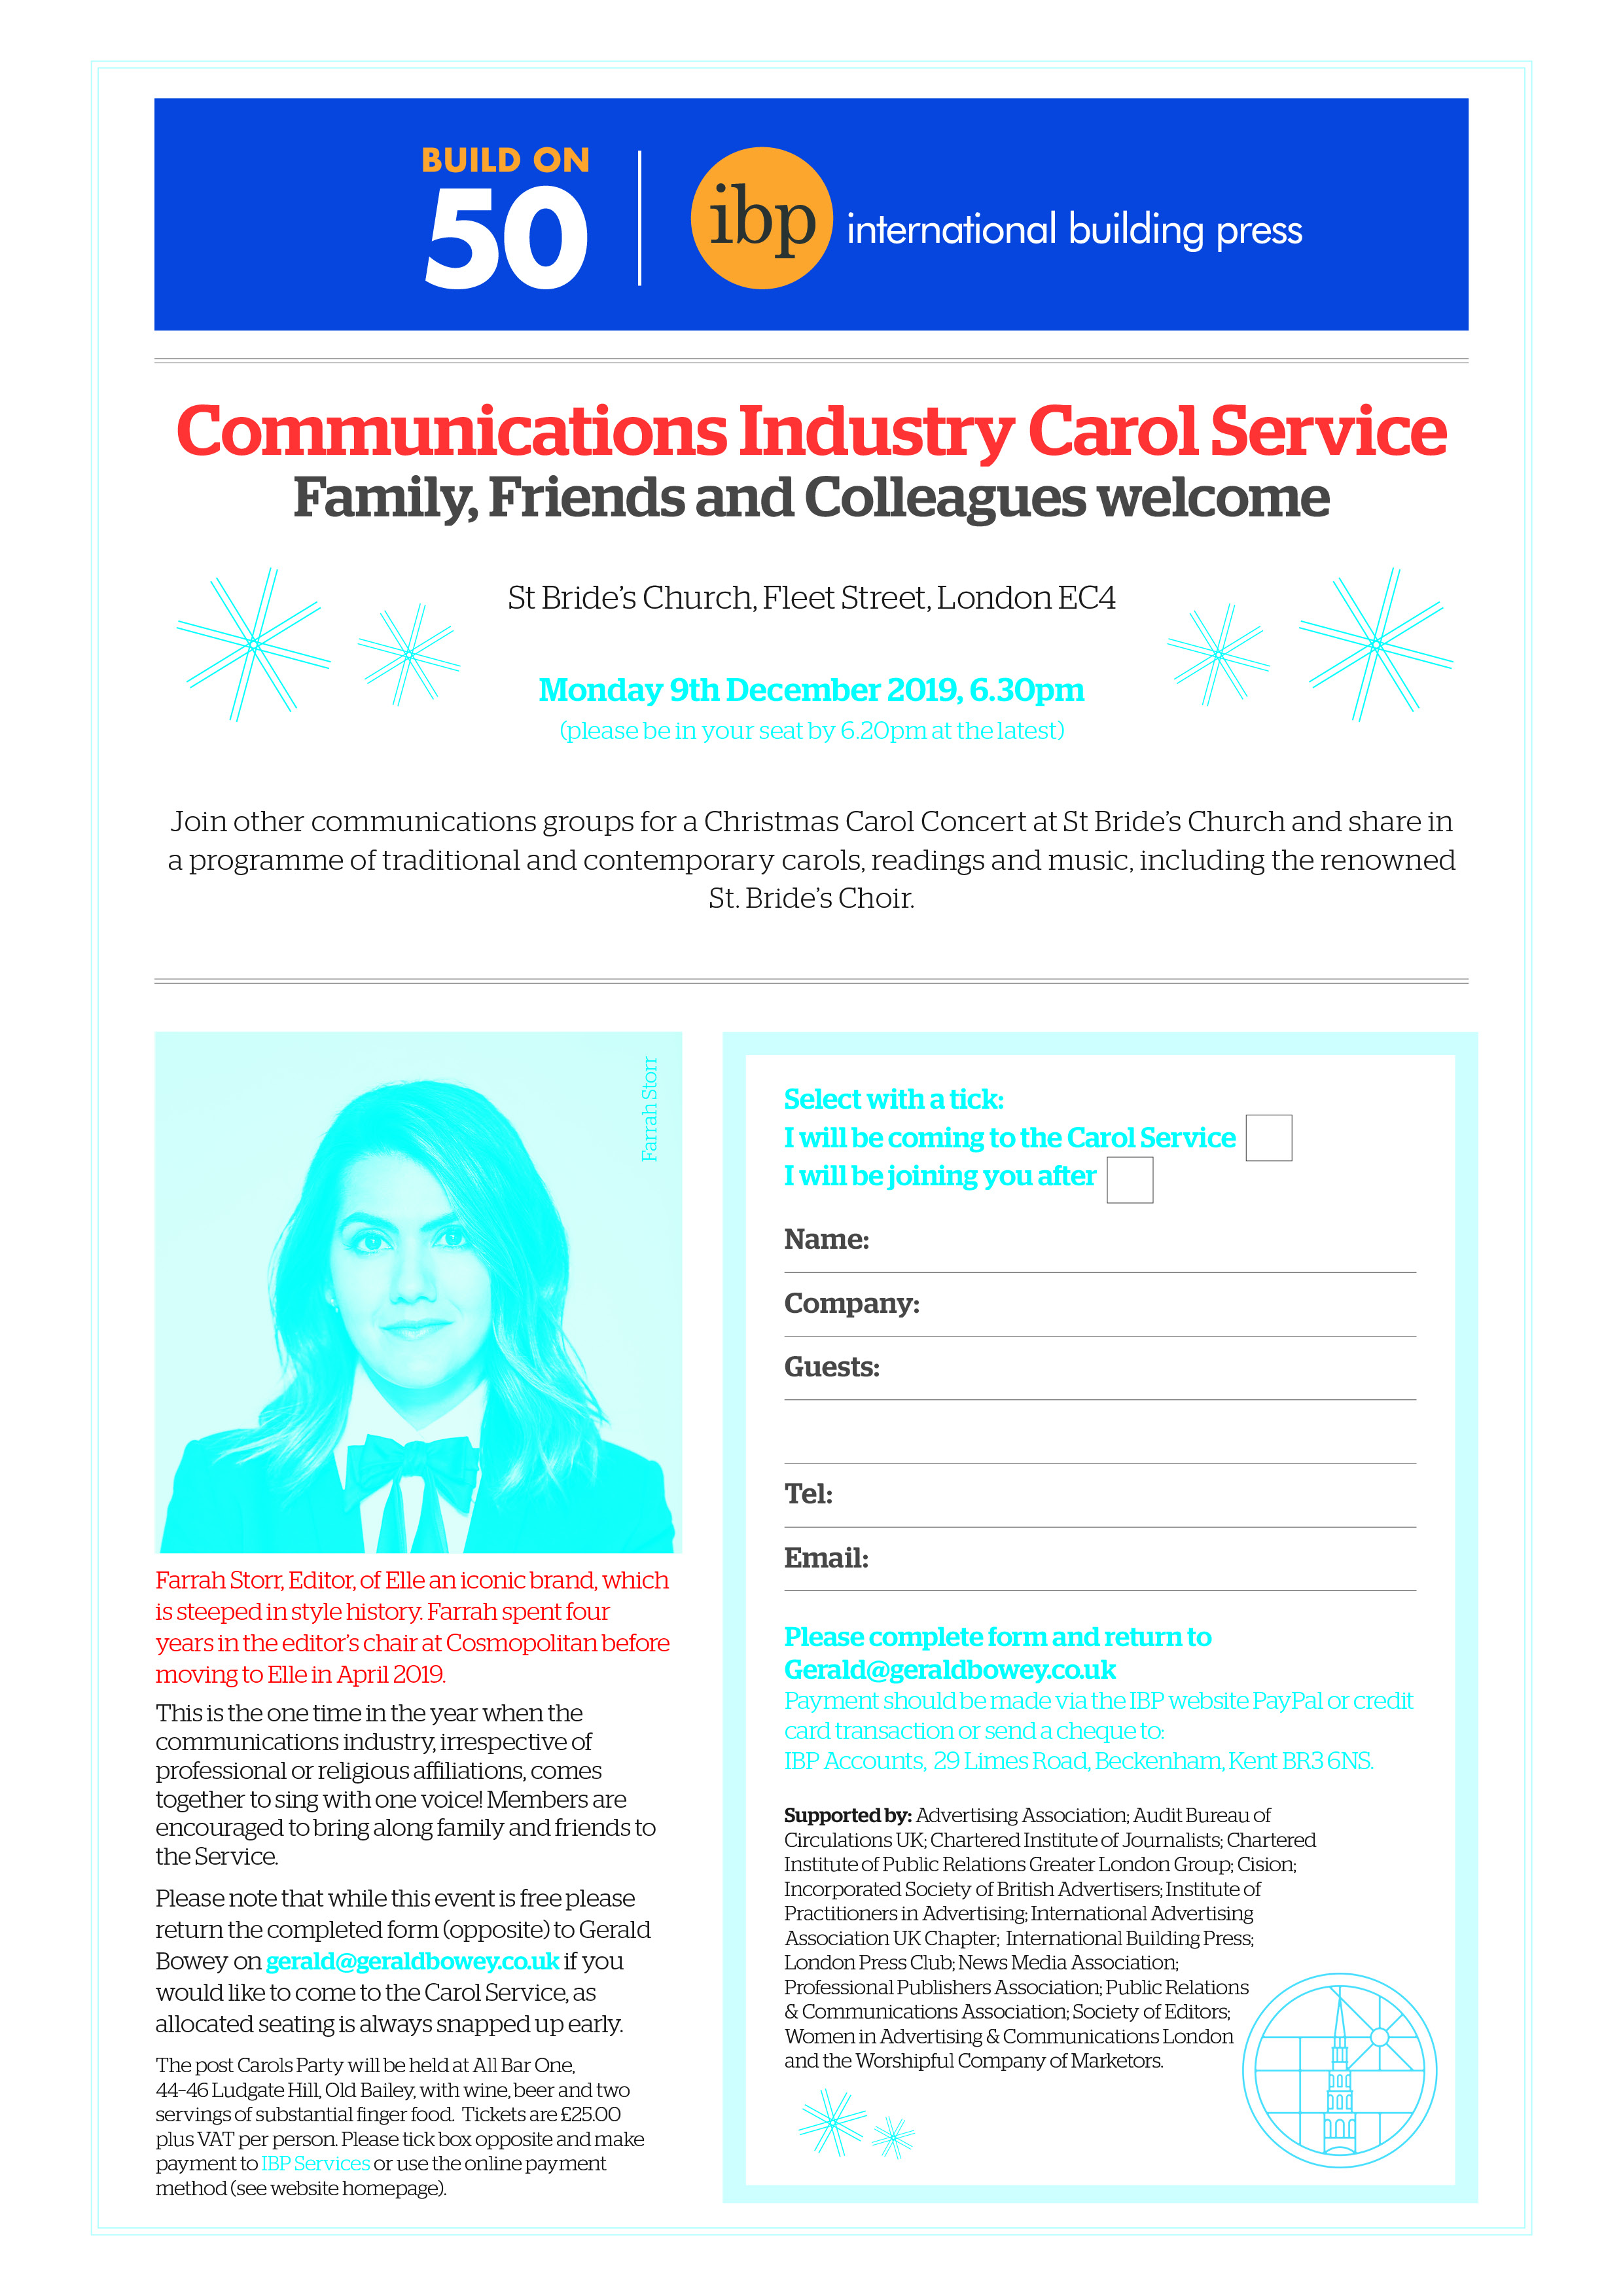 BUILD ON
50
ibp
international building press
Communications Industry Carol Service
Family, Friends and Colleagues welcome
St Bride's Church, Fleet Street, London EC4
Monday 9th December 2019, 6.30pm
(please be in your seat by 6.20pm at the latest)
Join other communications groups for a Christmas Carol Concert at St Bride's Church and share in
a programme of traditional and contemporary carols, readings and music, including the renowned
St. Bride's Choir.
Farrah Storr
Farrah Storr, Editor, of Elle an iconic brand, which
is steeped in style history. Farrah spent four
years in the editor's chair at Cosmopolitan before
moving to Elle in April 2019.
This is the one time in the year when the
communications industry, irrespective of
professional or religious affiliations, comes
together to sing with one voice! Members are
encouraged to bring along family and friends to
the Service.
Please note that while this event is free please
return the completed form (opposite) to Gerald
Bowey on gerald@geraldbowey.co.uk if you
would like to come to the Carol Service, as
allocated seating is always snapped up early.
The post Carols Party will be held at All Bar One,
44-46 Ludgate Hill, Old Bailey, with wine, beer and two
servings of substantial finger food. Tickets are £25.00
plus VAT per person. Please tick box opposite and make
payment to IBP Services or use the online payment
method (see website homepage).
Select with a tick:
I will be coming to the Carol Service
I will be joining you after
Name:
Company:
Guests:
Tel:
Email:
Please complete form and return to
Gerald@geraldbowey.co.uk
Payment should be made via the IBP website PayPal or credit
card transaction or send a cheque to:
IBP Accounts, 29 Limes Road, Beckenham, Kent BR3 6NS.
Supported by: Advertising Association; Audit Bureau of
Circulations UK; Chartered Institute of Journalists; Chartered
Institute of Public Relations Greater London Group; Cision;
Incorporated Society of British Advertisers; Institute of
Practitioners in Advertising; International Advertising
Association UK Chapter; International Building Press;
London Press Club; News Media Association;
Professional Publishers Association; Public Relations
& Communications Association; Society of Editors;
Women in Advertising & Communications London
and the Worshipful Company of Marketors.